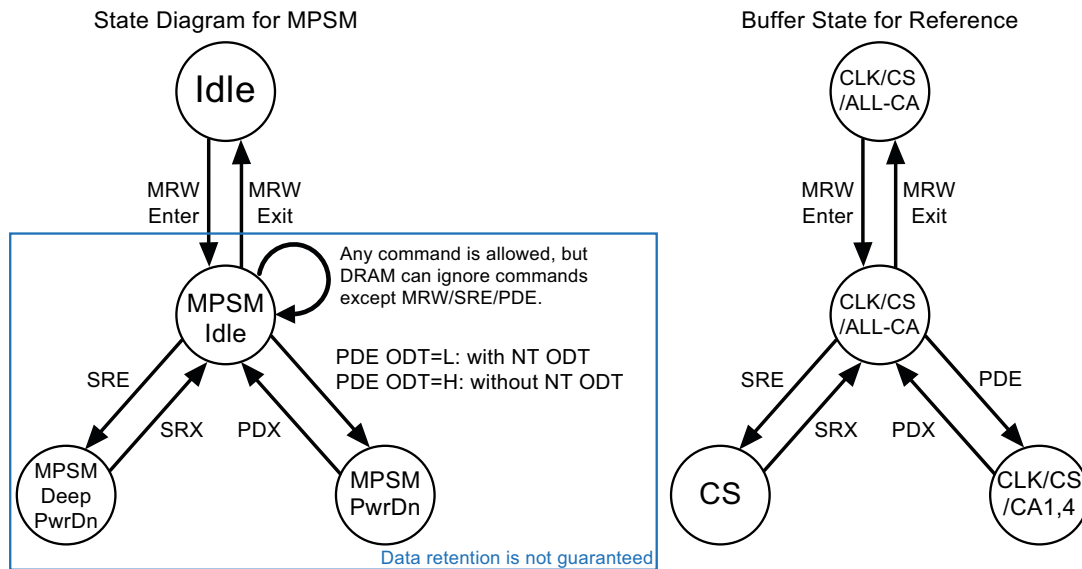 State Diagram for MPSM
Idle
MRW
Enter
MRW
Exit
Any command is allowed, but
DRAM can ignore commands
except MRW/SRE/PDE.
MPSM
Idle
PDE ODT=L: with NT ODT
PDE ODT=H: without NT ODT
SRE
SRX
PDX
MPSM
Deep
PwrDn
MPSM
PwrDn
Data retention is not guaranteed
Buffer State for Reference
CLK/CS
/ALL-CA
MRW
Enter
MRW
Exit
CLK/CS
/ALL-CA
SRE
PDE
SRX
PDX
CS
CLK/CS
/CA1,4